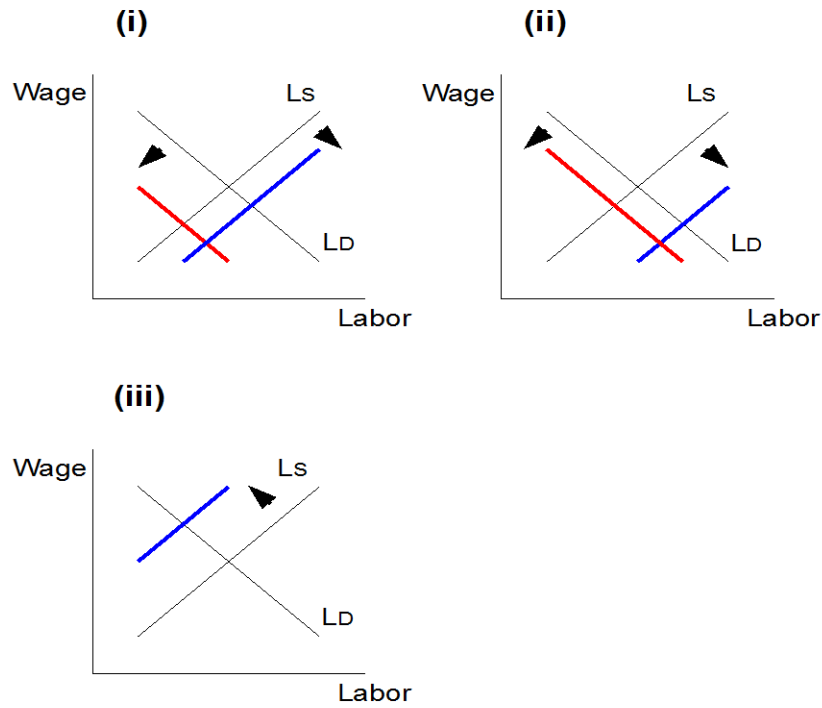 (i)
Wage
Ls
LD
Labor
(ii)
Wage
Ls
LD
Labor
(iii)
Wage
Ls
LD
Labor